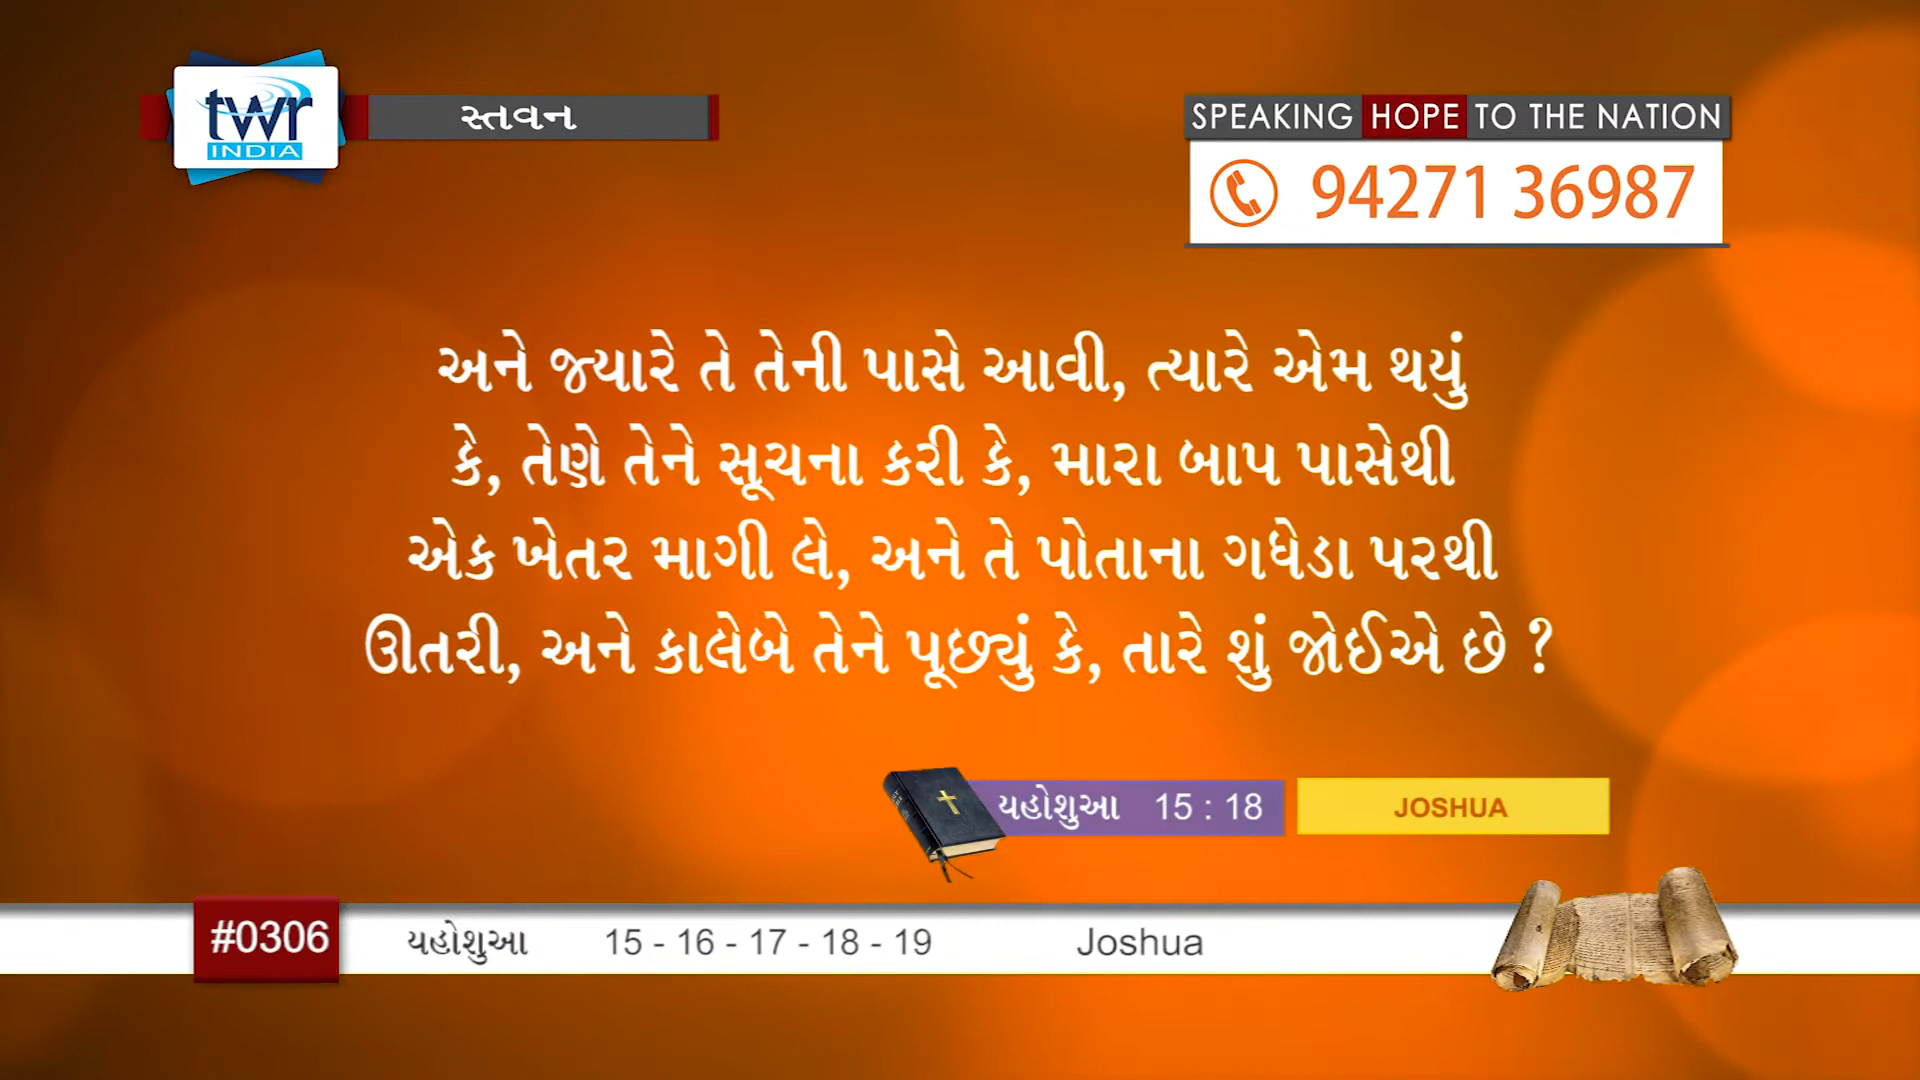 twr
INDIA
સ્તવન
SPEAKING HOPE TO THE NATION
94271 36987
અને જ્યારે તે તેની પાસે આવી, ત્યારે એમ થયું
કે, તેણે તેને સૂચના કરી કે, મારા બાપ પાસેથી
એક ખેતર માગી લે, અને તે પોતાના ગધેડા પરથી
ઊતરી, અને કાલેબે તેને પૂછ્યું કે, તારે શું જોઈએ છે ?
યહોશુઆ 15 : 18
JOSHUA
#0306 યહોશુઆ 15 - 16 - 17 - 18 - 19 Joshua